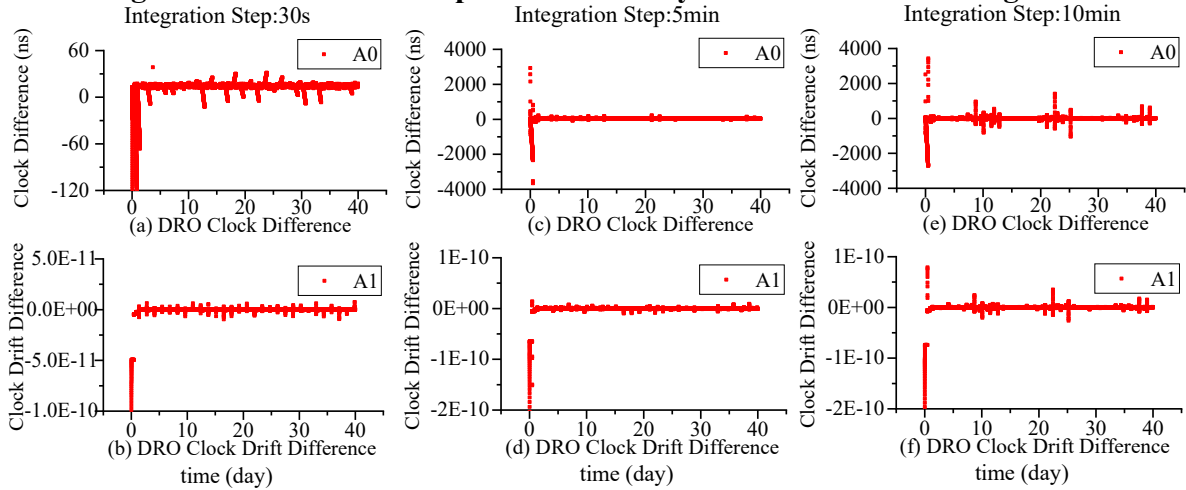 Integration Step:30s
Integration Step:5min
Integration Step:10min
Clock Difference (ns)
60
0
-60
-120
A0
0 10 20 30 40
(a) DRO Clock Difference
Clock Difference (ns)
4000
2000
0
-2000
-4000
A0
0 10 20 30 40
(c) DRO Clock Difference
Clock Difference (ns)
4000
2000
0
-2000
-4000
A0
0 10 20 30 40
(e) DRO Clock Difference
Clock Drift Difference
5.0E-11
0.0E+00
-5.0E-11
-1.0E-10
A1
0 10 20 30 40
(b) DRO Clock Drift Difference
time (day)
Clock Drift Difference
1E-10
0E+00
-1E-10
-2E-10
A1
0 10 20 30 40
(d) DRO Clock Drift Difference
time (day)
Clock Drift Difference
1E-10
0E+00
-1E-10
-2E-10
A1
0 10 20 30 40
(f) DRO Clock Drift Difference
time (day)